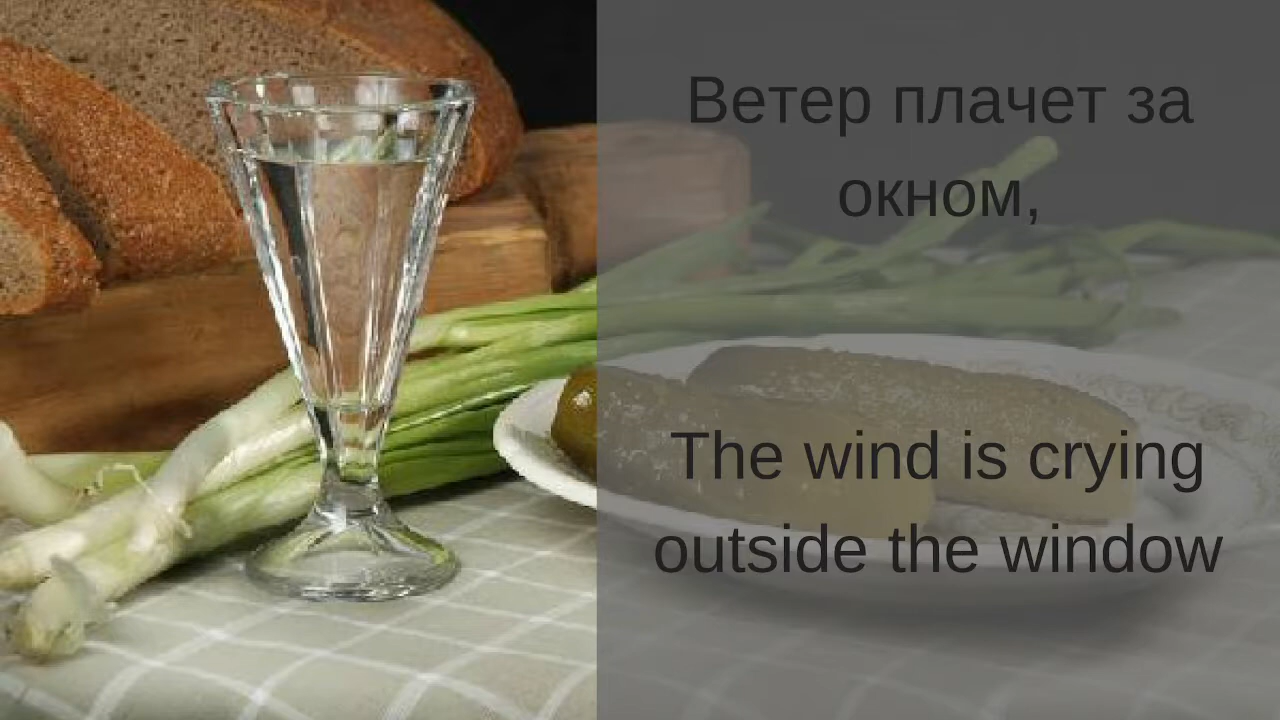 Ветер плачет за
окном,
The wind is crying
outside the window